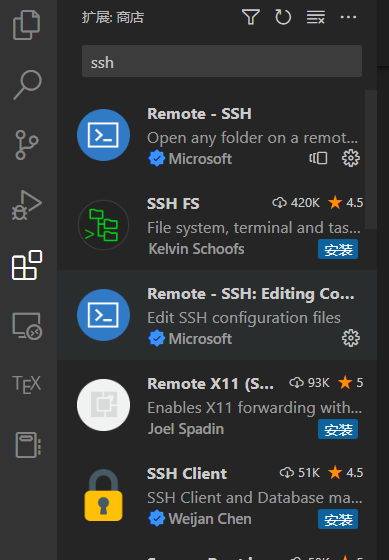 扩展: 商店
ssh
Remote - SSH
Open any folder on a remot...
Microsoft
SSH FS 420K 4.5
File system, terminal and tas...
Kelvin Schoofs 安装
Remote - SSH: Editing Co...
Edit SSH configuration files
Microsoft
Remote X11 (S... 93K 5
Enables X11 forwarding with...
Joel Spadin 安装
SSH Client 51K 4.5
SSH Client and Database ma...
Weijan Chen 安装
TEX